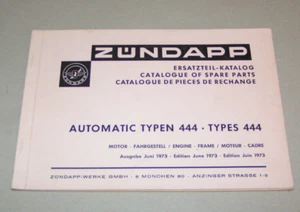 ZÜNDAPP
ERSATZTEIL-KATALOG
CATALOGUE OF SPARE PARTS
CATALOGUE DE PIECES DE RECHANGE
AUTOMATIC TYPEN 444 · TYPES 444
MOTOR · FAHRGESTELL / ENGINE · FRAME / MOTEUR · CADRE
Ausgabe Juni 1973 · Edition June 1973 · Edition Juin 1973
ZÜNDAPP-WERKE GMBH · 8 MÜNCHEN 80 · ANZINGER STRASSE 1-3